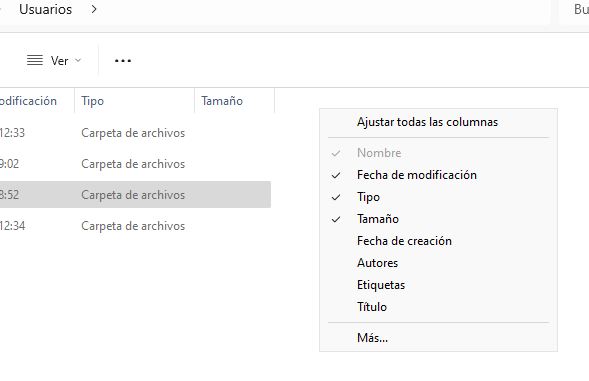 Usuarios
Bu
Ver
odificación Tipo Tamaño
12:33 Carpeta de archivos
9:02 Carpeta de archivos
8:52 Carpeta de archivos
12:34 Carpeta de archivos
Ajustar todas las columnas
Nombre
Fecha de modificación
Tipo
Tamaño
Fecha de creación
Autores
Etiquetas
Título
Más...